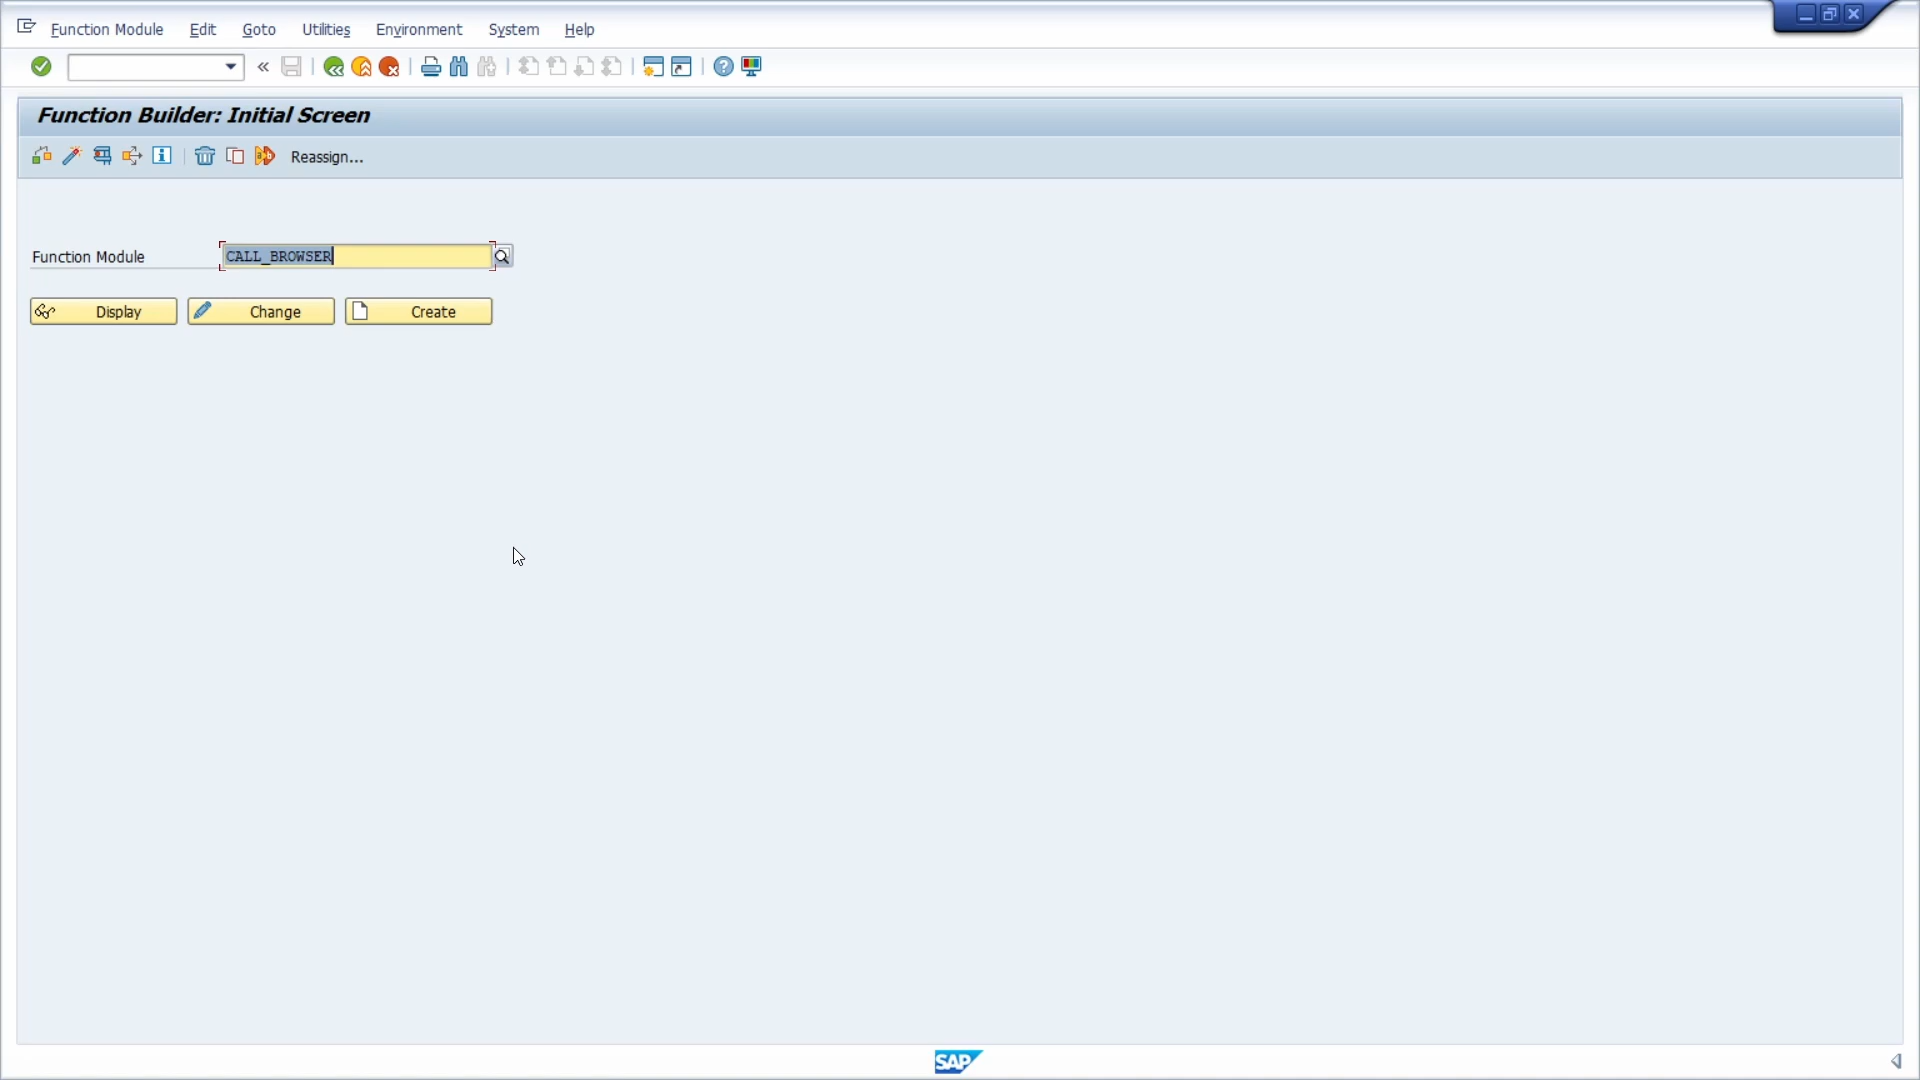 Function Module Edit Goto Utilities Environment System Help
Function Builder: Initial Screen
Reassign...
Function Module CALL_BROWSER
Display Change Create
SAP